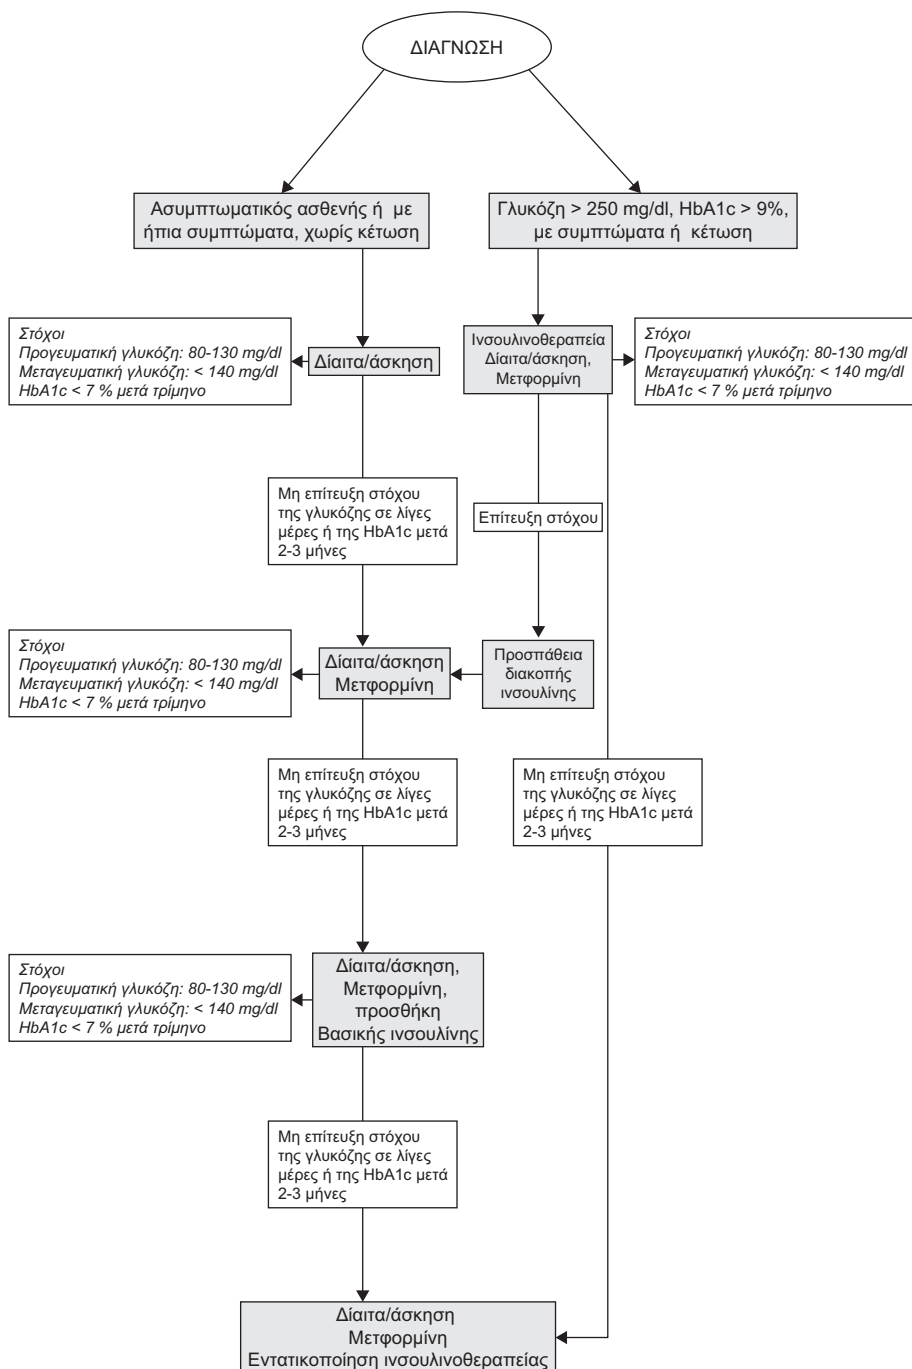 ΔΙΑΓΝΩΣΗ
Ασυμπτωματικός ασθενής ή με
ήπια συμπτώματα, χωρίς κέτωση
Γλυκόζη > 250 mg/dl, HbA1c > 9%,
με συμπτώματα ή κέτωση
Στόχοι
Προγευματική γλυκόζη: 80-130 mg/dl
Μεταγευματική γλυκόζη: < 140 mg/dl
HbA1c < 7 % μετά τρίμηνο
Δίαιτα/άσκηση
Ινσουλινοθεραπεία
Δίαιτα/άσκηση,
Μετφορμίνη
Στόχοι
Προγευματική γλυκόζη: 80-130 mg/dl
Μεταγευματική γλυκόζη: < 140 mg/dl
HbA1c < 7 % μετά τρίμηνο
Μη επίτευξη στόχου
της γλυκόζης σε λίγες
μέρες ή της HbA1c μετά
2-3 μήνες
Επίτευξη στόχου
Στόχοι
Προγευματική γλυκόζη: 80-130 mg/dl
Μεταγευματική γλυκόζη: < 140 mg/dl
HbA1c < 7 % μετά τρίμηνο
Δίαιτα/άσκηση
Μετφορμίνη
Προσπάθεια
διακοπής
ινσουλίνης
Μη επίτευξη στόχου
της γλυκόζης σε λίγες
μέρες ή της HbA1c μετά
2-3 μήνες
Μη επίτευξη στόχου
της γλυκόζης σε λίγες
μέρες ή της HbA1c μετά
2-3 μήνες
Στόχοι
Προγευματική γλυκόζη: 80-130 mg/dl
Μεταγευματική γλυκόζη: < 140 mg/dl
HbA1c < 7 % μετά τρίμηνο
Δίαιτα/άσκηση,
Μετφορμίνη,
προσθήκη
Βασικής ινσουλίνης
Μη επίτευξη στόχου
της γλυκόζης σε λίγες
μέρες ή της HbA1c μετά
2-3 μήνες
Δίαιτα/άσκηση
Μετφορμίνη
Εντατικοποίηση ινσουλινοθεραπείας